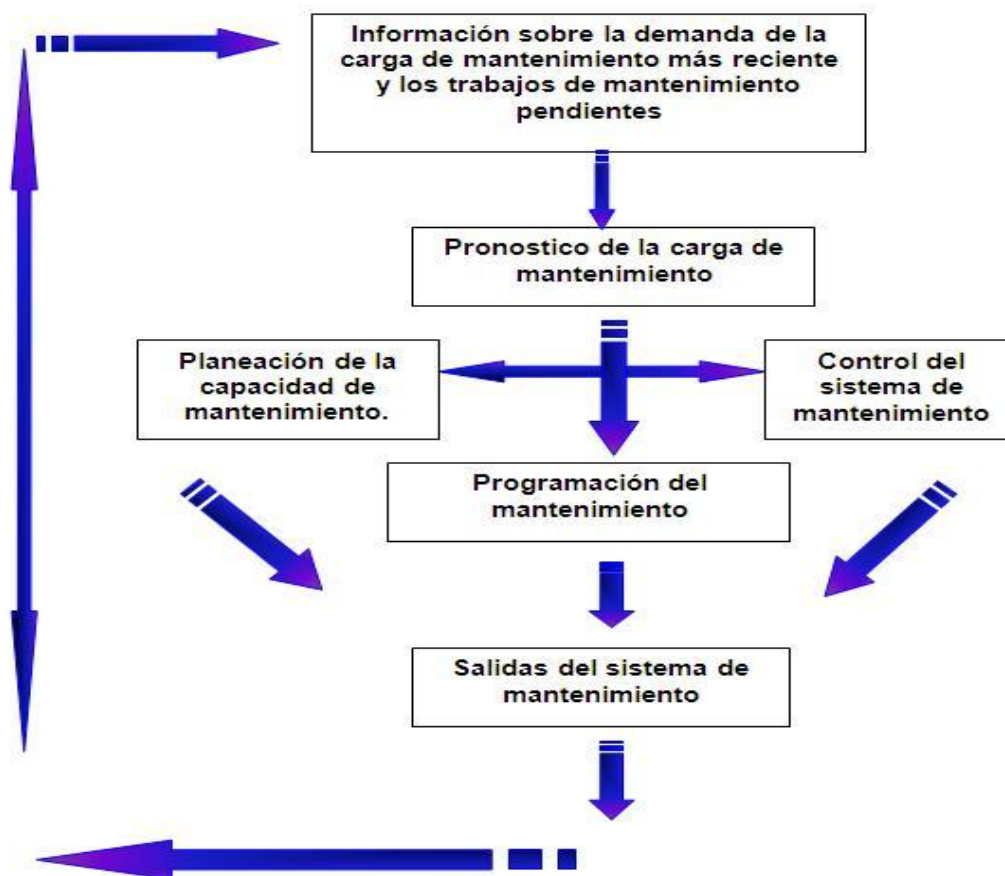 Información sobre la demanda de la
carga de mantenimiento más reciente
y los trabajos de mantenimiento
pendientes
Pronostico de la carga de
mantenimiento
Planeación de la
capacidad de
mantenimiento.
Control del
sistema de
mantenimiento
Programación del
mantenimiento
Salidas del sistema de
mantenimiento